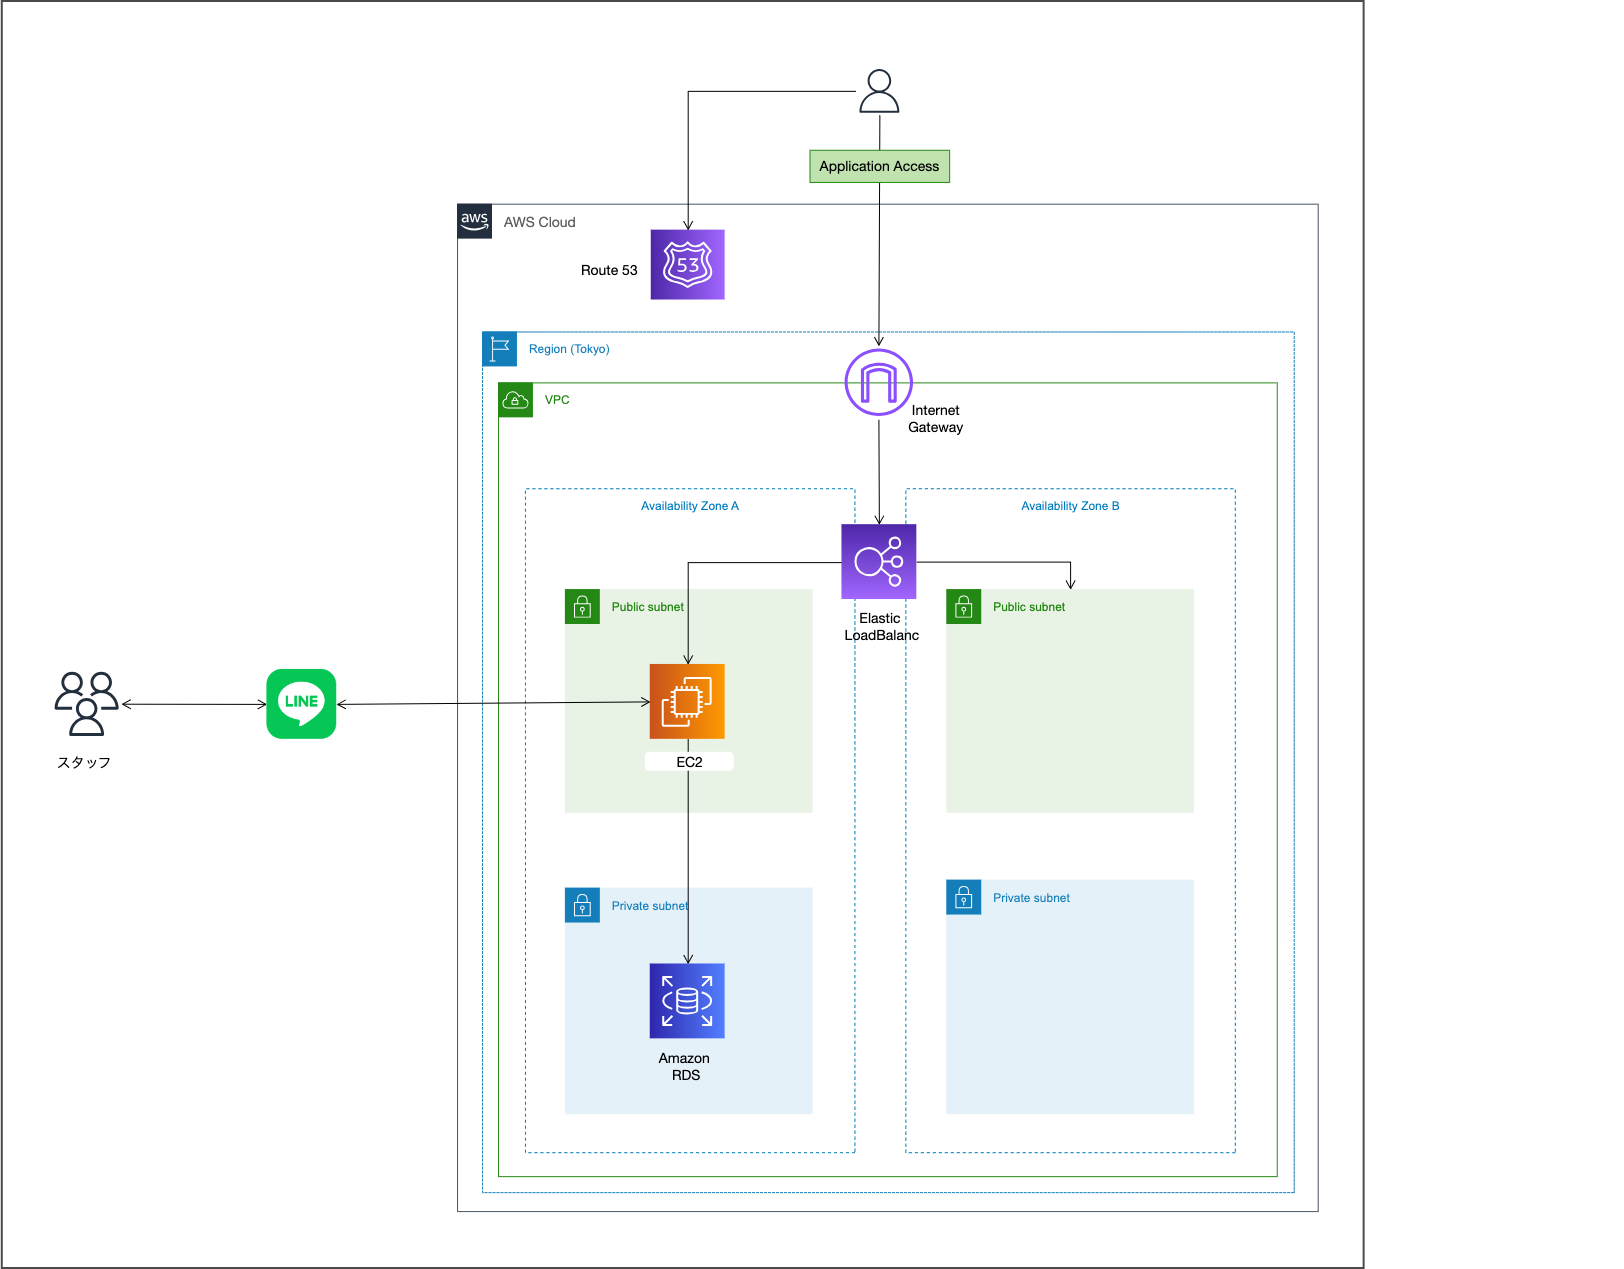 Application Access
aws
AWS Cloud
Route 53
53
Region (Tokyo)
VPC
Internet
Gateway
Availability Zone A
Availability Zone B
Public subnet
Public subnet
Elastic
LoadBalanc
LINE
スタッフ
EC2
Private subnet
Private subnet
Amazon
RDS